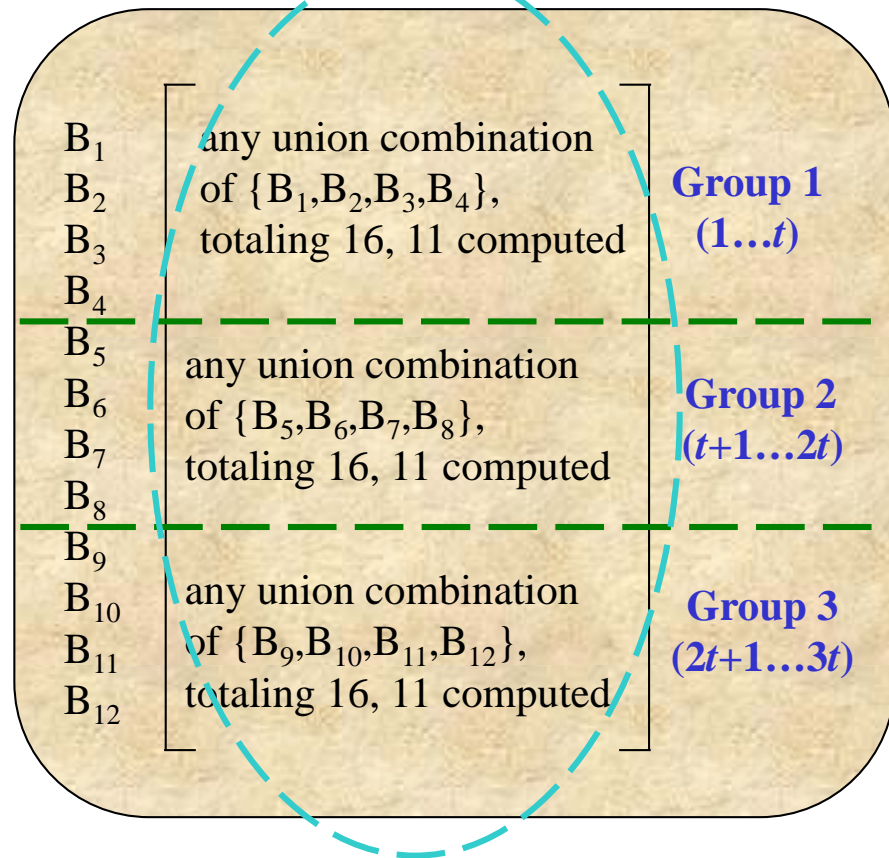 B₁
B₂
B₃
B₄
any union combination
of {B₁,B₂,B₃,B₄},
totaling 16, 11 computed
Group 1
(1…t)
B₅
B₆
B₇
B₈
any union combination
of {B₅,B₆,B₇,B₈},
totaling 16, 11 computed
Group 2
(t+1…2t)
B₉
B₁₀
B₁₁
B₁₂
any union combination
of {B₉,B₁₀,B₁₁,B₁₂},
totaling 16, 11 computed
Group 3
(2t+1…3t)